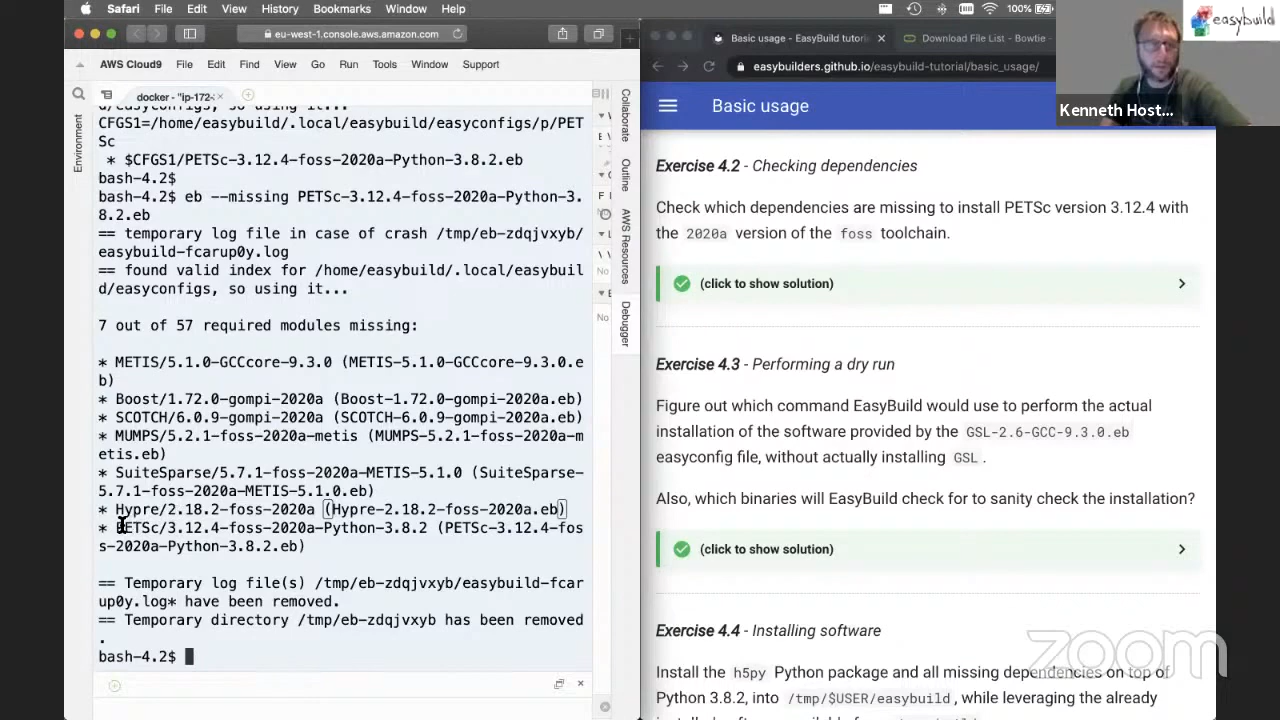 Safari File Edit View History Bookmarks Window Help
100%
easybuild
eu-west-1.console.aws.amazon.com
Basic usage - EasyBuild tutori
Download File List - Bowtie -
AWS Cloud9 File Edit Find View Go Run Tools Window Support
easybuilders.github.io/easybuild-tutorial/basic_usage/
docker - "ip-172-
Basic usage
Kenneth Host...
Environment
d/easyconfigs, so using it...
CFGS1=/home/easybuild/.local/easybuild/easyconfigs/p/PET
Sc
* $CFGS1/PETSc-3.12.4-foss-2020a-Python-3.8.2.eb
bash-4.2$
bash-4.2$ eb --missing PETSc-3.12.4-foss-2020a-Python-3.
8.2.eb
== temporary log file in case of crash /tmp/eb-zdqjvxyb/
easybuild-fcarup0y.log
== found valid index for /home/easybuild/.local/easybuil
d/easyconfigs, so using it...
7 out of 57 required modules missing:
* METIS/5.1.0-GCCcore-9.3.0 (METIS-5.1.0-GCCcore-9.3.0.e
b)
* Boost/1.72.0-gompi-2020a (Boost-1.72.0-gompi-2020a.eb)
* SCOTCH/6.0.9-gompi-2020a (SCOTCH-6.0.9-gompi-2020a.eb)
* MUMPS/5.2.1-foss-2020a-metis (MUMPS-5.2.1-foss-2020a-m
etis.eb)
* SuiteSparse/5.7.1-foss-2020a-METIS-5.1.0 (SuiteSparse-
5.7.1-foss-2020a-METIS-5.1.0.eb)
* Hypre/2.18.2-foss-2020a (Hypre-2.18.2-foss-2020a.eb)
* PETSc/3.12.4-foss-2020a-Python-3.8.2 (PETSc-3.12.4-fos
s-2020a-Python-3.8.2.eb)
== Temporary log file(s) /tmp/eb-zdqjvxyb/easybuild-fcar
up0y.log* have been removed.
== Temporary directory /tmp/eb-zdqjvxyb has been removed
.
bash-4.2$
No
No
Collaborate
Outline
AWS Resources
Debugger
Exercise 4.2 - Checking dependencies
Check which dependencies are missing to install PETSc version 3.12.4 with
the 2020a version of the foss toolchain.
(click to show solution)
Exercise 4.3 - Performing a dry run
Figure out which command EasyBuild would use to perform the actual
installation of the software provided by the GSL-2.6-GCC-9.3.0.eb
easyconfig file, without actually installing GSL .
Also, which binaries will EasyBuild check for to sanity check the installation?
(click to show solution)
Exercise 4.4 - Installing software
Install the h5py Python package and all missing dependencies on top of
Python 3.8.2, into /tmp/$USER/easybuild , while leveraging the already
zoom